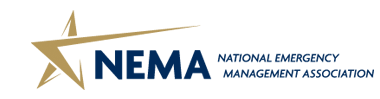 NEMA
NATIONAL EMERGENCY
MANAGEMENT ASSOCIATION